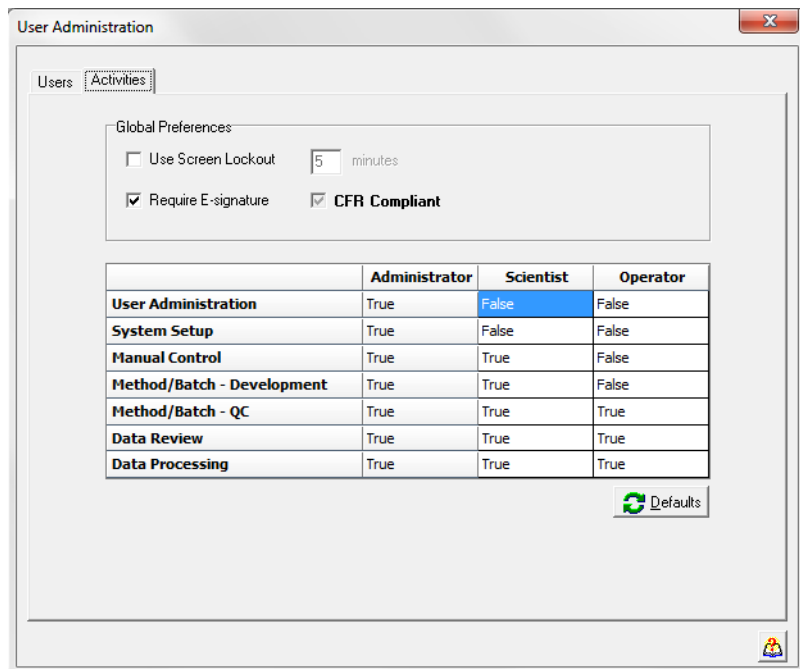 User Administration
Users Activities
Global Preferences
Use Screen Lockout 5 minutes
Require E-signature CFR Compliant
Administrator Scientist Operator
User Administration True False False
System Setup True False False
Manual Control True True False
Method/Batch - Development True True False
Method/Batch - QC True True True
Data Review True True True
Data Processing True True True
Defaults